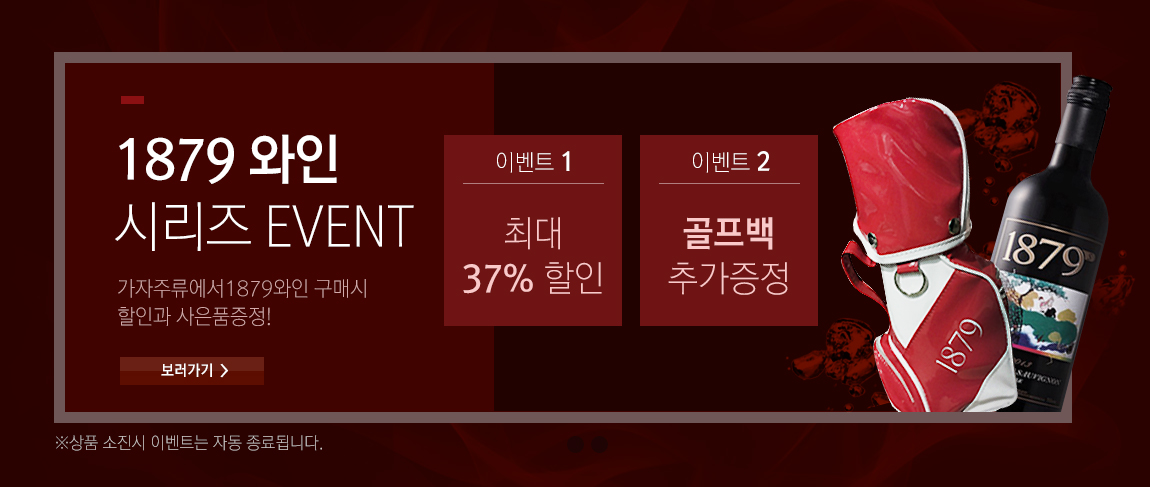 1879 와인
시리즈 EVENT
가자주류에서1879와인 구매시
할인과 사은품증정!
보러가기 >
이벤트 1
최대
37% 할인
이벤트 2
골프백
추가증정
1879
1879
2013
SAUVIGNON
※상품 소진시 이벤트는 자동 종료됩니다.